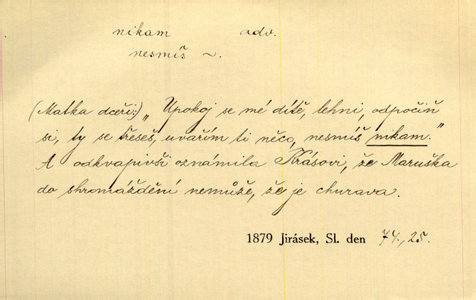 nikam adv.
nesmíš ~.
(Matka dceři:) „Upokoj se mé dítě, lehni, odpočiň
si, ty se třeseš, uvařím ti něco, nesmíš nikam."
A odkvapivši oznámila Krásovi, že Maruška
do shromáždění nemůže, že je churava.
1879 Jirásek, Sl. den 74., 25.